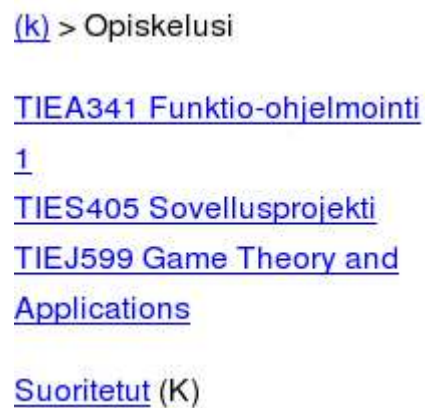 (k) > Opiskelusi
TIEA341 Funktio-ohjelmointi
1
TIES405 Sovellusprojekti
TIEJ599 Game Theory and
Applications
Suoritetut (K)